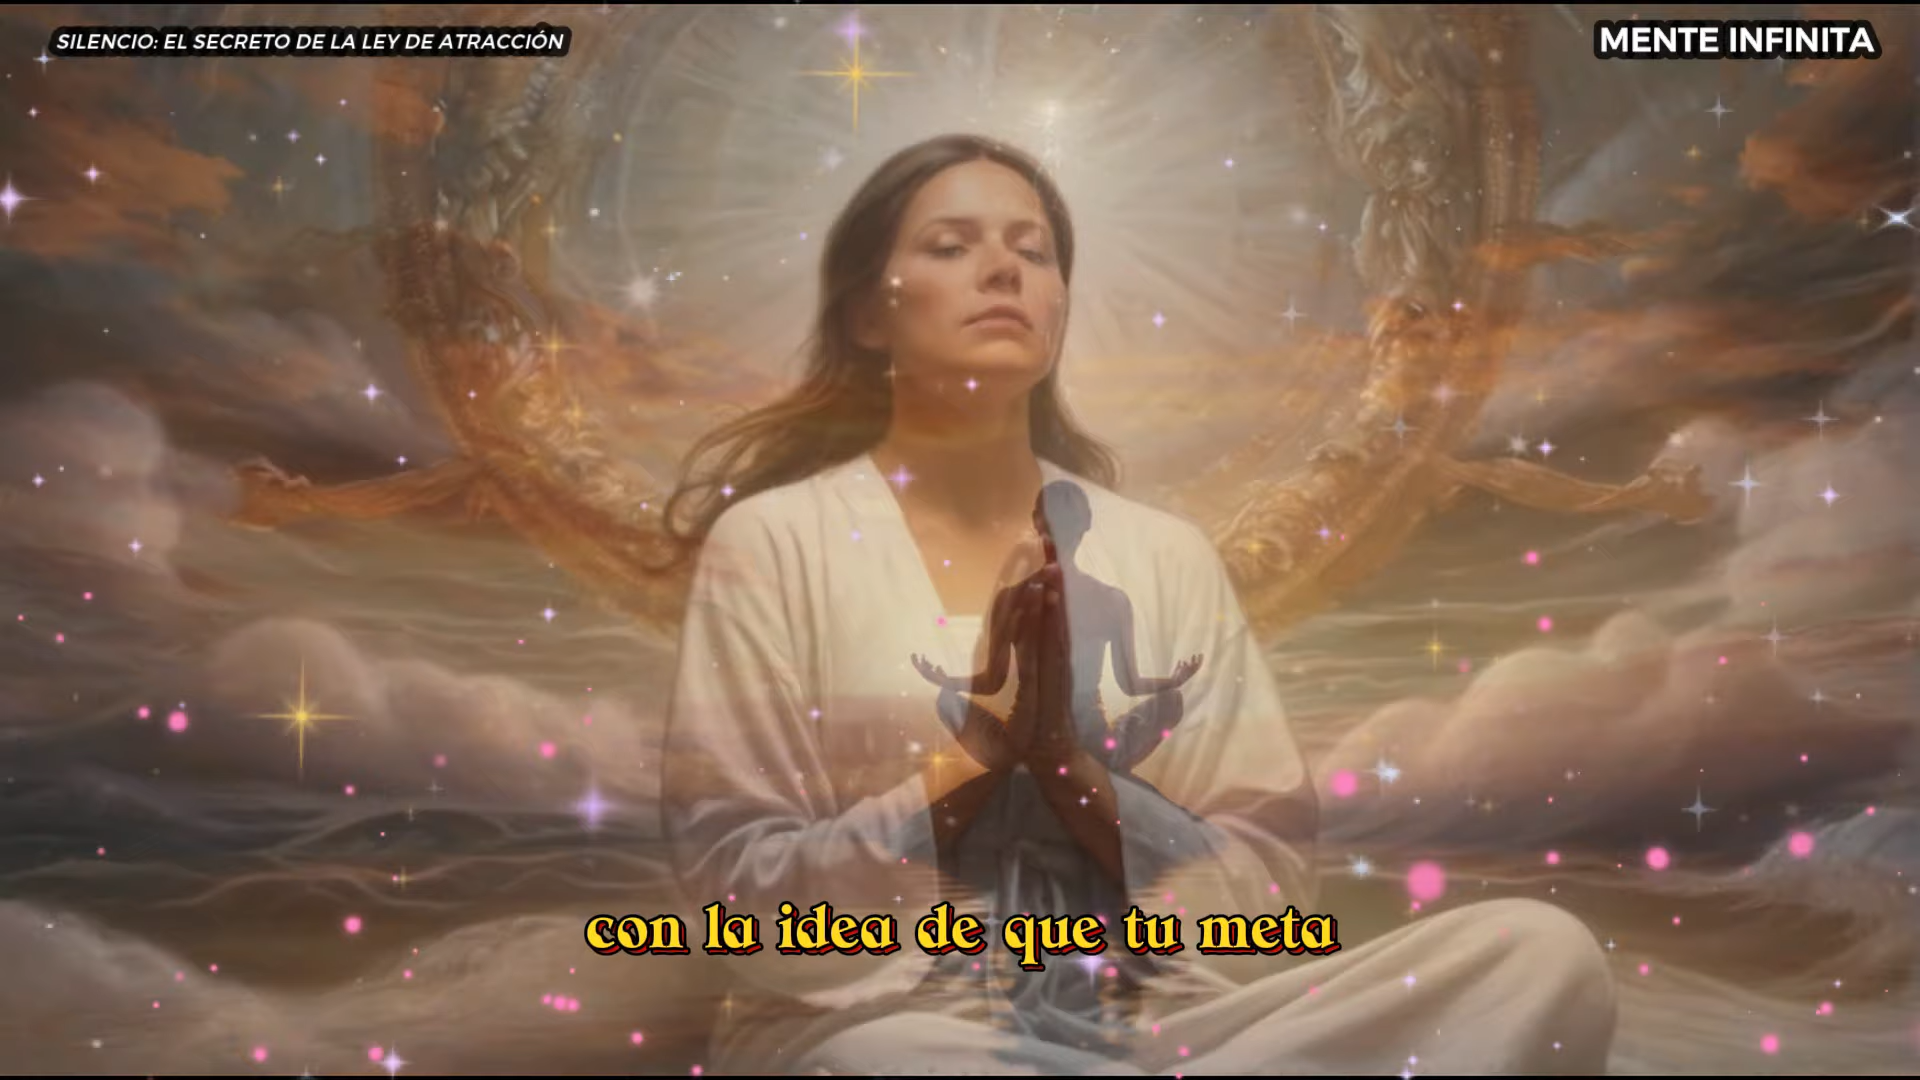 SILENCIO: EL SECRETO DE LA LEY DE ATRACCIÓN
MENTE INFINITA
con la idea de que tu meta